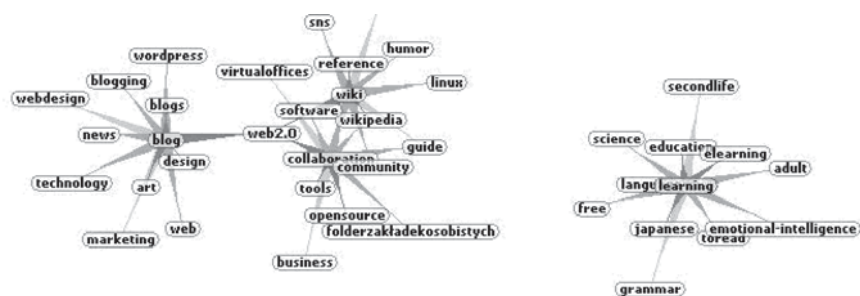 sns
wordpress
humor
reference
virtualoffices
blogging
linux
secondlife
wiki
webdesign
blogs
software
wikipedia
news
web2.0
science
blog
education
guide
elearning
collaboration
design
community
adult
technology
learning
art
tools
free
opensource
web
japanese
emotional-intelligence
folderzakładekosobistych
toread
marketing
business
grammar